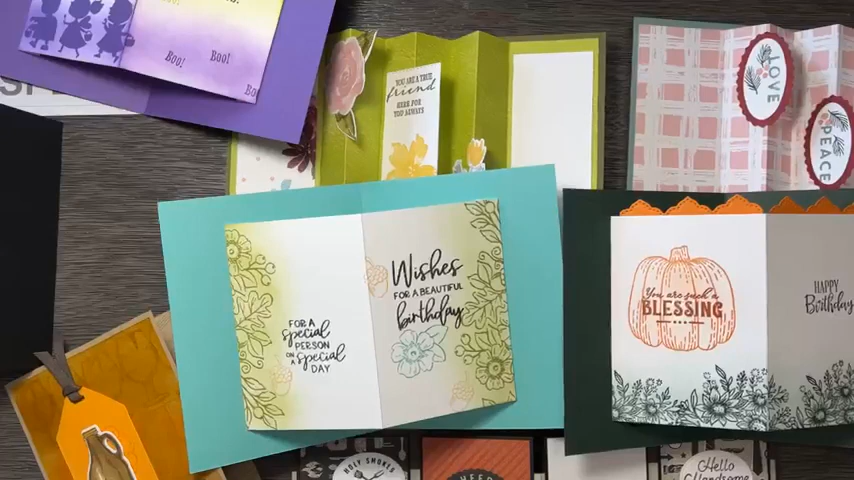 Boo!
Boo!
Boo!
YOU ARE A TRUE
friend
HERE FOR
YOU ALWAYS
LOVE
PEACE
FOR A
special
PERSON
ON A special
DAY
Wishes
FOR A BEAUTIFUL
birthday
You are such a
BLESSING
HAPPY
Birthday
HOLY SMOKES
Hello
Handsome